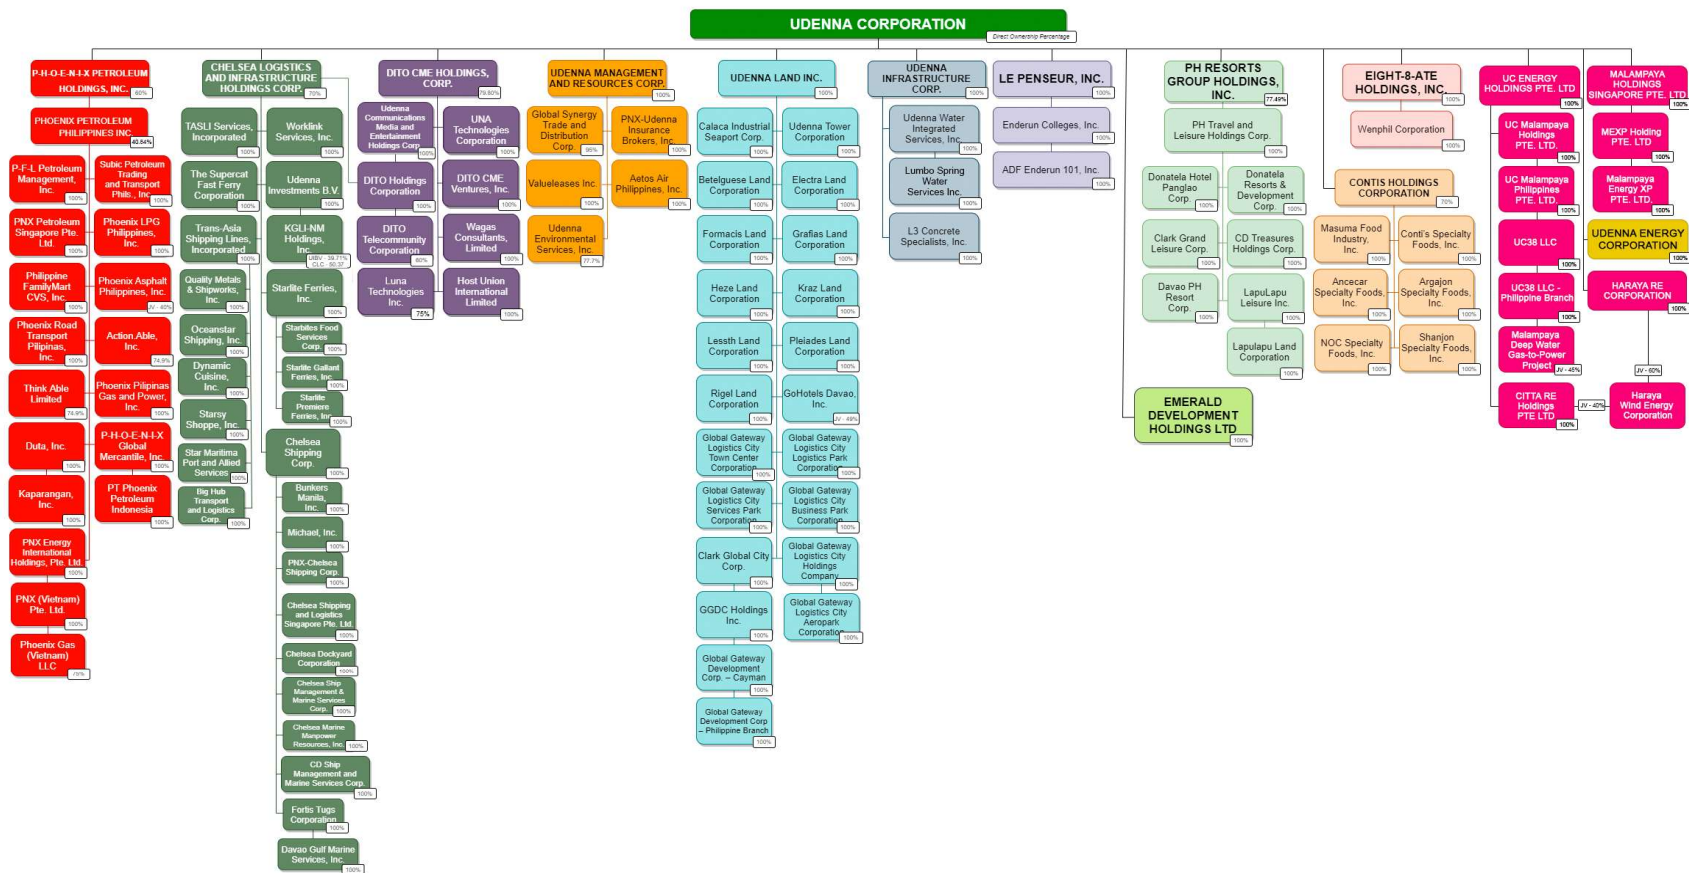 UDENNA CORPORATION
Direct Ownership Percentage
P-H-O-E-N-I-X PETROLEUM
HOLDINGS, INC.
60%
PHOENIX PETROLEUM
PHILIPPINES INC.
40.64%
P-F-L Petroleum
Management,
Inc.
100%
Subic Petroleum
Trading
and Transport
Phils., Inc.
100%
PNX Petroleum
Singapore Pte.
Ltd.
100%
Phoenix LPG
Philippines,
Inc.
100%
Philippine
FamilyMart
CVS, Inc.
100%
Phoenix Asphalt
Philippines, Inc.
JV - 40%
Phoenix Road
Transport
Pilipinas,
Inc.
100%
Action Able,
Inc.
74.9%
Think Able
Limited
74.9%
Phoenix Pilipinas
Gas and Power,
Inc.
100%
Duta, Inc.
100%
P-H-O-E-N-I-X
Global
Mercantile, Inc.
100%
Kaparangan,
Inc.
100%
PT Phoenix
Petroleum
Indonesia
100%
PNX Energy
International
Holdings, Pte. Ltd.
100%
PNX (Vietnam)
Pte. Ltd.
100%
Phoenix Gas
(Vietnam)
LLC
75%
CHELSEA LOGISTICS
AND INFRASTRUCTURE
HOLDINGS CORP.
70%
TASLI Services,
Incorporated
100%
Worklink
Services, Inc.
100%
The Supercat
Fast Ferry
Corporation
100%
Udenna
Investments B.V.
100%
Trans-Asia
Shipping Lines,
Incorporated
100%
KGLI-NM
Holdings,
Inc.
UIBV - 39.71%
CLC - 50.37
Quality Metals
& Shipworks,
Inc.
100%
Starlite Ferries,
Inc.
100%
Oceanstar
Shipping, Inc.
100%
Starbites Food
Services
Corp.
100%
Dynamic
Cuisine,
Inc.
100%
Starlite Gallant
Ferries, Inc.
100%
Starsy
Shoppe, Inc.
100%
Starlite
Premiere
Ferries, Inc.
100%
Star Maritima
Port and Allied
Services
100%
Chelsea
Shipping
Corp.
100%
Big Hub
Transport
and Logistics
Corp.
100%
Bunkers
Manila,
Inc.
100%
Michael, Inc.
100%
PNX-Chelsea
Shipping Corp.
100%
Chelsea Shipping
and Logistics
Singapore Pte. Ltd.
100%
Chelsea Dockyard
Corporation
100%
Chelsea Ship
Management &
Marine Services
Corp.
100%
Chelsea Marine
Manpower
Resources, Inc.
100%
CD Ship
Management and
Marine Services Corp.
100%
Fortis Tugs
Corporation
100%
Davao Gulf Marine
Services, Inc.
100%
DITO CME HOLDINGS,
CORP.
Udenna
Communications
Media and
Entertainment
Holdings Corp
100%
UNA
Technologies
Corporation
100%
DITO Holdings
Corporation
100%
DITO CME
Ventures, Inc.
100%
DITO
Telecommunity
Corporation
60%
Wagas
Consultants,
Limited
100%
Luna
Technologies
Inc.
75%
Host Union
International
Limited
100%
UDENNA MANAGEMENT
AND RESOURCES CORP.
100%
Global Synergy
Trade and
Distribution
Corp.
PNX-Udenna
Insurance
Brokers, Inc
100%
Valueleases Inc.
100%
Aetos Air
Philippines, Inc.
100%
Udenna
Environmental
Services, Inc.
77.7%
UDENNA LAND INC.
100%
Calaca Industrial
Seaport Corp.
100%
Udenna Tower
Corporation
100%
Betelguese Land
Corporation
100%
Electra Land
Corporation
100%
Formacis Land
Corporation
100%
Grafias Land
Corporation
100%
Heze Land
Corporation
100%
Kraz Land
Corporation
100%
Lessth Land
Corporation
100%
Pleiades Land
Corporation
100%
Rigel Land
Corporation
100%
GoHotels Davao,
Inc.
JV - 49%
Global Gateway
Logistics City
Town Center
Corporation
100%
Global Gateway
Logistics City
Logistics Park
Corporation
100%
Global Gateway
Logistics City
Services Park
Corporation
100%
Global Gateway
Logistics City
Business Park
Corporation
100%
Clark Global City
Corp.
100%
Global Gateway
Logistics City
Holdings
Company
100%
GGDC Holdings
Inc.
100%
Global Gateway
Logistics City
Aeropark
Corporation
100%
Global Gateway
Development
Corp. – Cayman
100%
Global Gateway
Development Corp
– Philippine Branch
100%
UDENNA
INFRASTRUCTURE
CORP.
100%
Udenna Water
Integrated
Services, Inc.
100%
Lumbo Spring
Water
Services Inc.
100%
L3 Concrete
Specialists, Inc.
100%
LE PENSEUR, INC.
100%
Enderun Colleges, Inc.
100%
ADF Enderun 101, Inc.
100%
EMERALD
DEVELOPMENT
HOLDINGS LTD
100%
PH RESORTS
GROUP HOLDINGS,
INC.
77.49%
PH Travel and
Leisure Holdings Corp.
100%
Donatela Hotel
Panglao
Corp.
100%
Donatela
Resorts &
Development
Corp.
100%
Clark Grand
Leisure Corp.
100%
CD Treasures
Holdings Corp.
100%
Davao PH
Resort
Corp.
100%
LapuLapu
Leisure Inc.
100%
Lapulapu Land
Corporation
100%
EIGHT-8-ATE
HOLDINGS, INC.
100%
Wenphil Corporation
100%
CONTIS HOLDINGS
CORPORATION
70%
Masuma Food
Industry,
Inc.
100%
Conti's Specialty
Foods, Inc.
100%
Ancecar
Specialty Foods,
Inc.
100%
Argajon
Specialty Foods,
Inc.
100%
NOC Specialty
Foods, Inc.
100%
Shanjon
Specialty Foods,
Inc.
100%
UC ENERGY
HOLDINGS PTE. LTD
100%
UC Malampaya
Holdings
PTE. LTD.
100%
UC Malampaya
Philippines
PTE. LTD.
100%
UC38 LLC
100%
UC38 LLC -
Philippine Branch
100%
Malampaya
Deep Water
Gas-to-Power
Project
JV - 45%
CITTA RE
Holdings
PTE LTD
100%
JV - 40%
MALAMPAYA
HOLDINGS
SINGAPORE PTE. LTD
100%
MEXP Holding
PTE. LTD
100%
Malampaya
Energy XP
PTE. LTD.
100%
UDENNA ENERGY
CORPORATION
100%
HARAYA RE
CORPORATION
100%
JV - 60%
Haraya
Wind Energy
Corporation